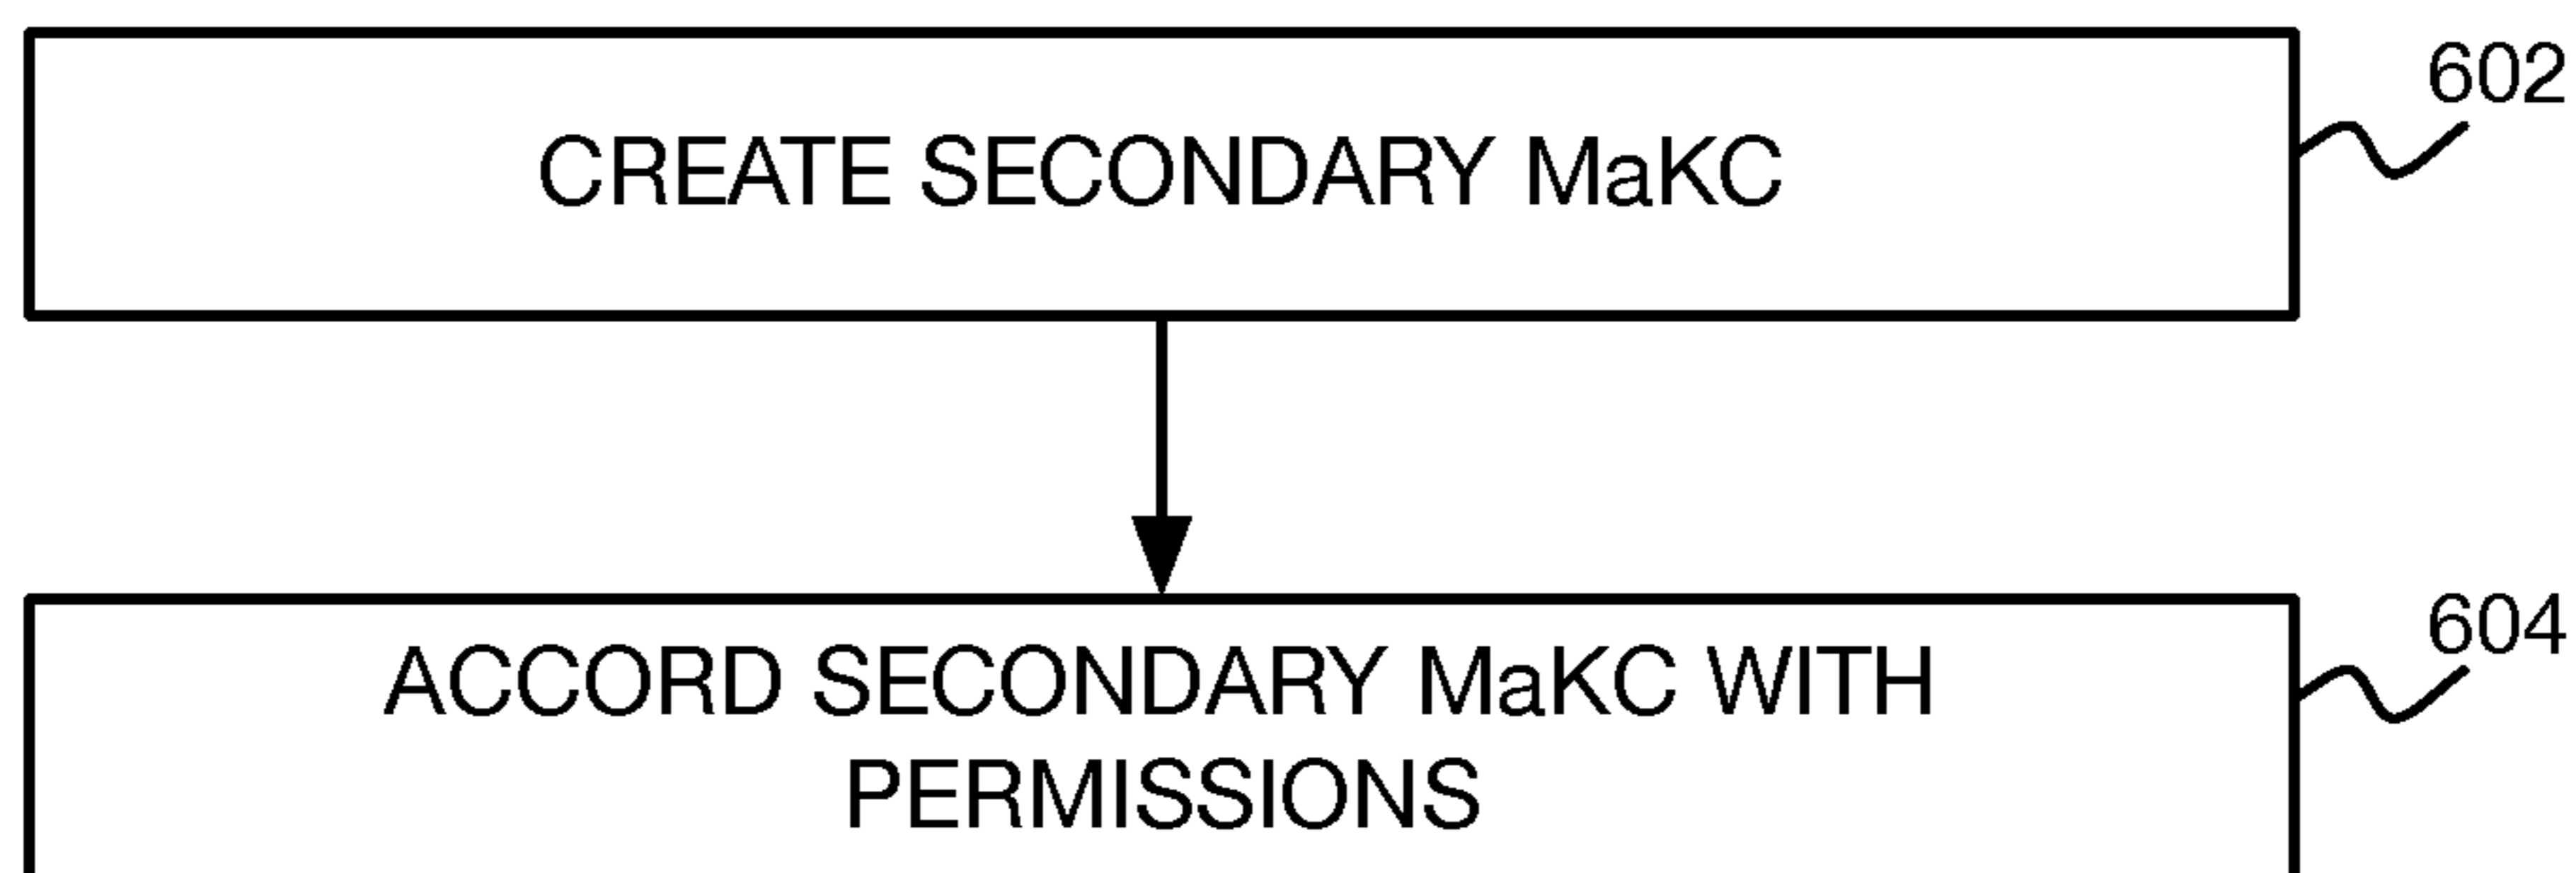 CREATE SECONDARY MaKC
602
ACCORD SECONDARY MaKC WITH
PERMISSIONS
604